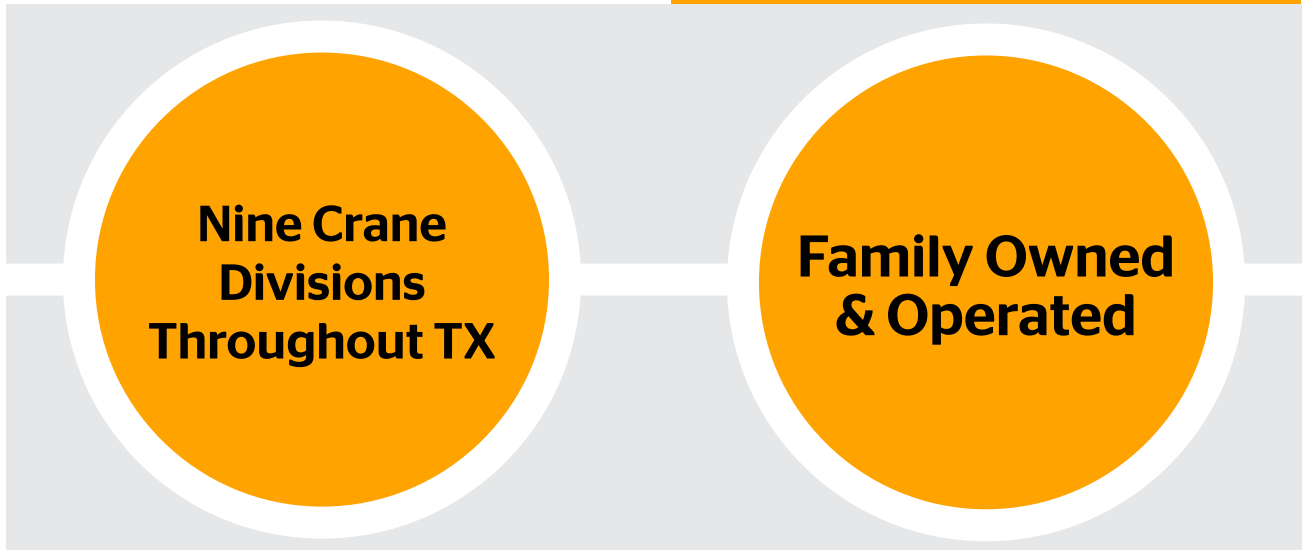 Nine Crane
Divisions
Throughout TX
Family Owned
& Operated